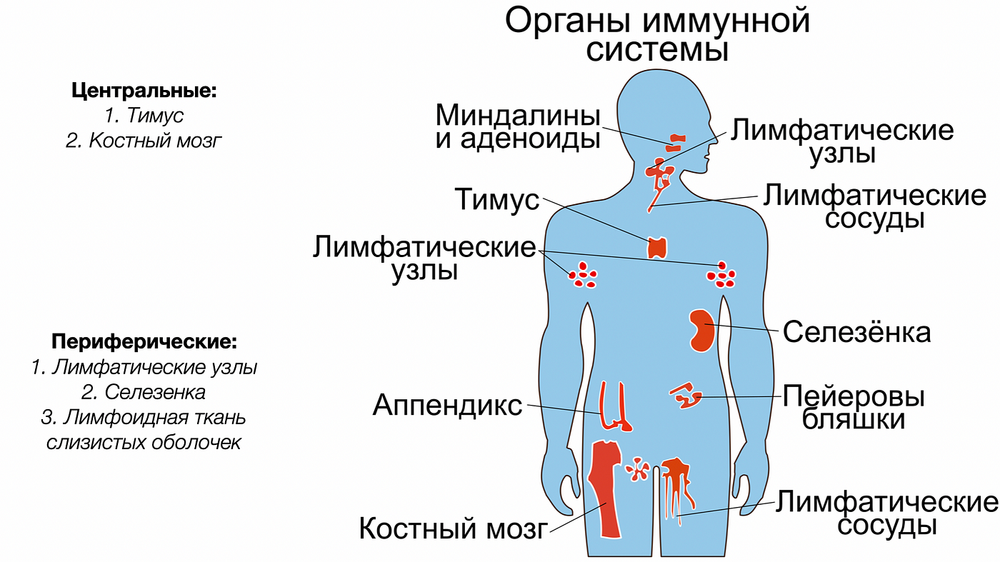 Органы иммунной
системы
Центральные:
1. Тимус
2. Костный мозг
Периферические:
1. Лимфатические узлы
2. Селезенка
3. Лимфоидная ткань
слизистых оболочек
Миндалины
и аденоиды
Лимфатические
узлы
Тимус
Лимфатические
сосуды
Лимфатические
узлы
Селезёнка
Аппендикс
Пейеровы
бляшки
Костный мозг
Лимфатические
сосуды